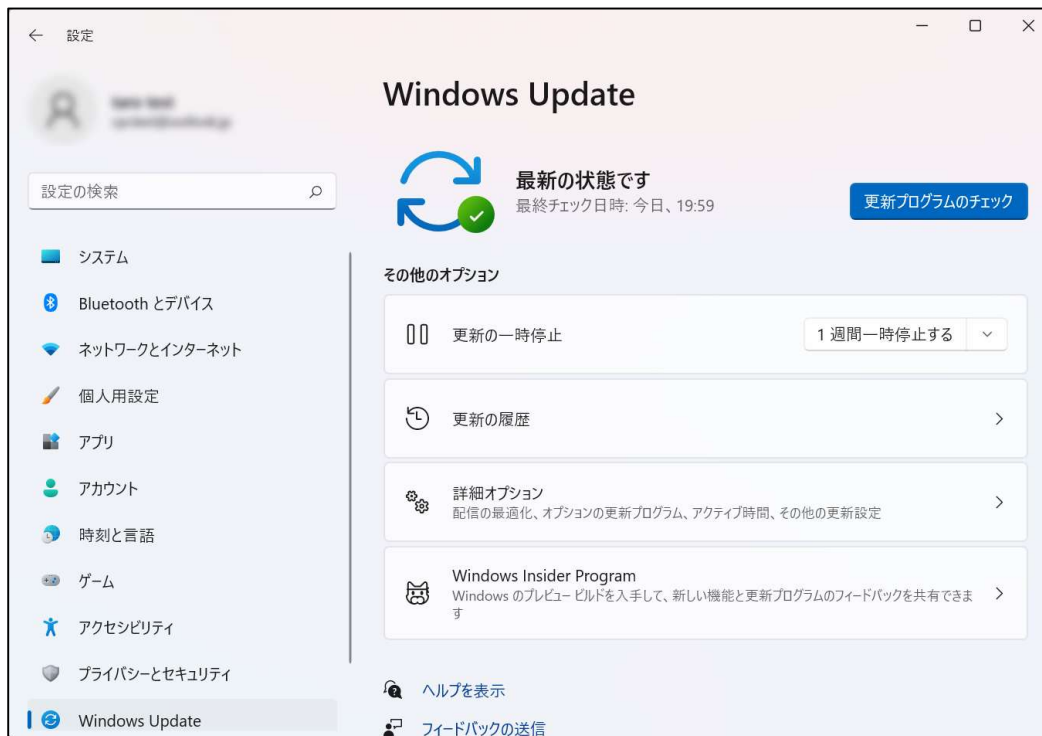 設定
Windows Update
設定の検索
最新の状態です
最終チェック日時: 今日、19:59
更新プログラムのチェック
システム
Bluetooth とデバイス
ネットワークとインターネット
個人用設定
アプリ
アカウント
時刻と言語
ゲーム
アクセシビリティ
プライバシーとセキュリティ
Windows Update
その他のオプション
更新の一時停止
1 週間一時停止する
更新の履歴
詳細オプション
配信の最適化、オプションの更新プログラム、アクティブ時間、その他の更新設定
Windows Insider Program
Windows のプレビュー ビルドを入手して、新しい機能と更新プログラムのフィードバックを共有できま
す
ヘルプを表示
フィードバックの送信